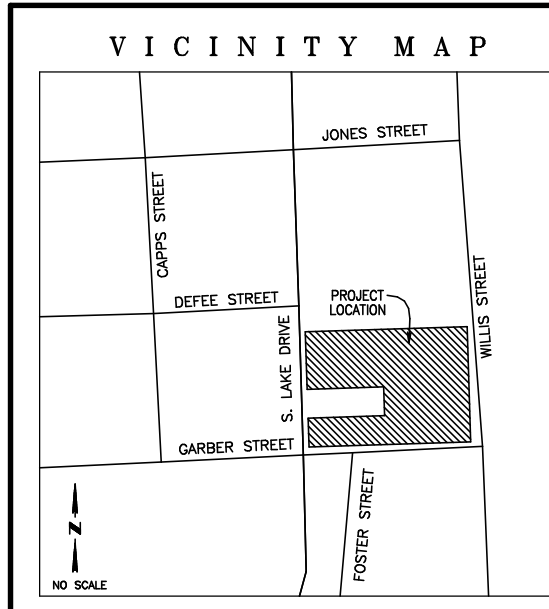 VICINITY MAP
JONES STREET
CAPPS STREET
WILLIS STREET
DEFEE STREET
PROJECT
LOCATION
S. LAKE DRIVE
GARBER STREET
FOSTER STREET
N
NO SCALE